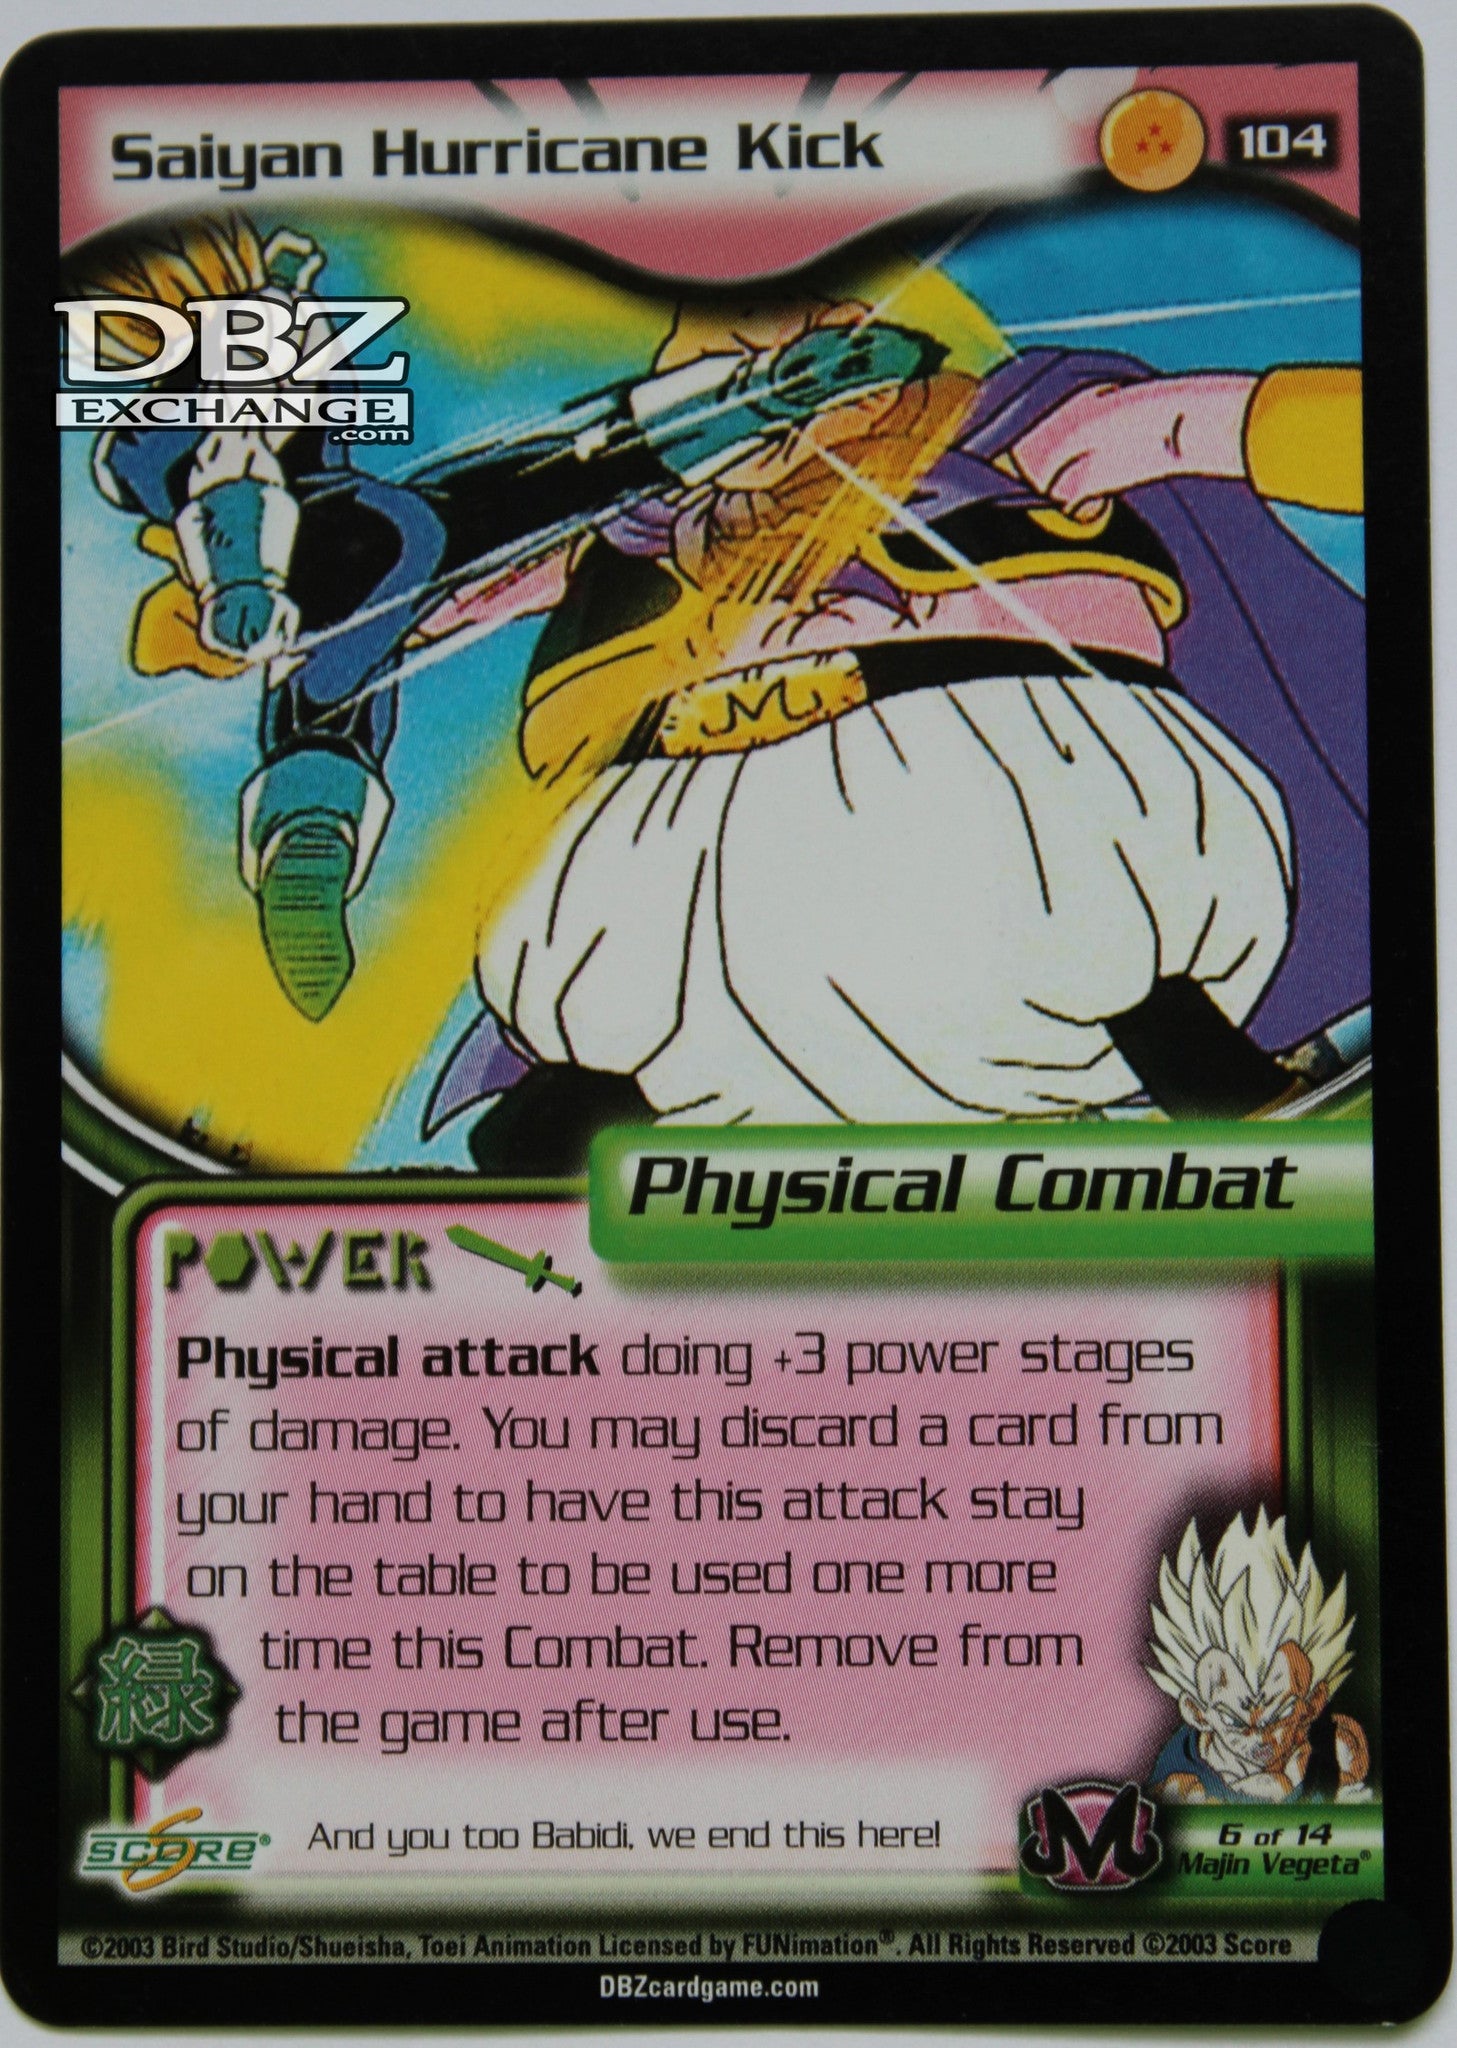 Saiyan Hurricane Kick
104
DBZ
EXCHANGE
.com
M
Physical Combat
POWER
Physical attack doing +3 power stages
of damage. You may discard a card from
your hand to have this attack stay
on the table to be used one more
time this Combat. Remove from
the game after use.
緑
SCORE®
And you too Babidi, we end this here!
M
6 of 14
Majin Vegeta®
©2003 Bird Studio/Shueisha, Toei Animation Licensed by FUNimation®. All Rights Reserved ©2003 Score
DBZcardgame.com